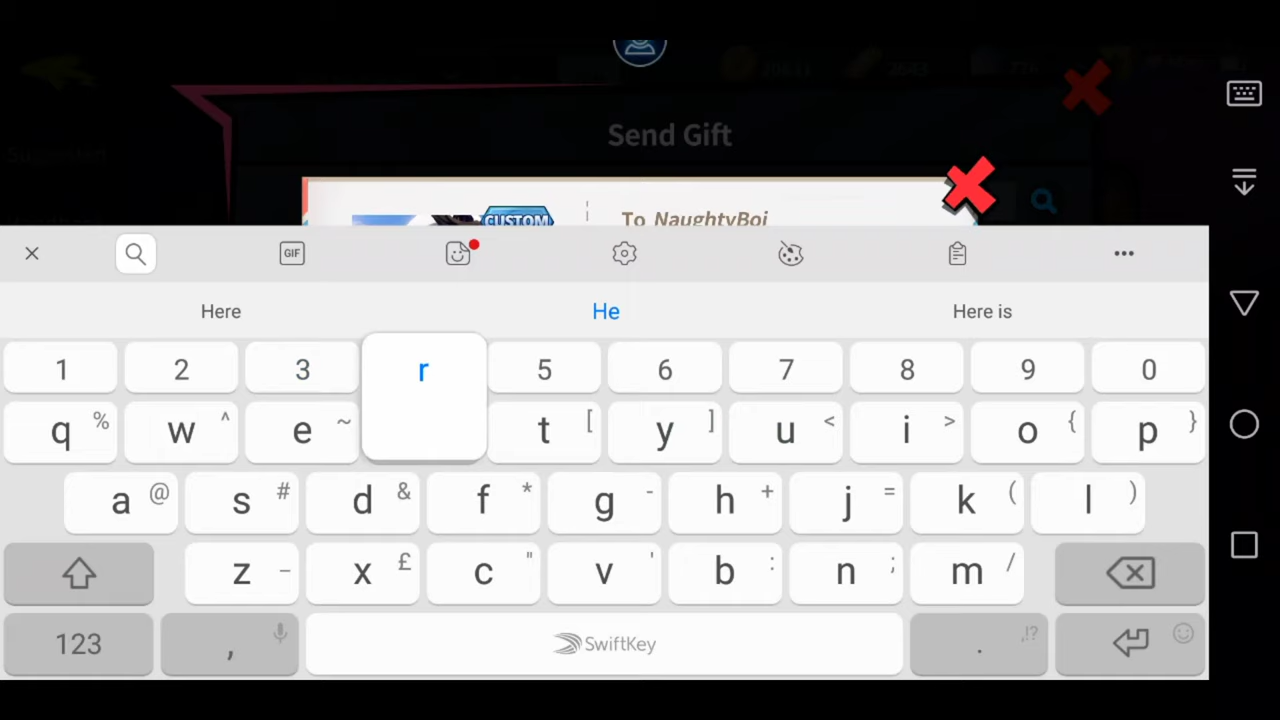 Send Gift
CUSTOM
To NaughtyBoi
GIF
Here He Here is
1 2 3 r 5 6 7 8 9 0
q % w ^ e ~ t [ y ] u < i > o { p }
a @ s # d & f * g - h + j = k ( l )
z _ x £ c " v ' b : n ; m /
123 , SwiftKey . ,!?